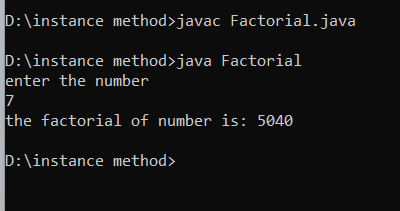 D:\instance method>javac Factorial.java
D:\instance method>java Factorial
enter the number
7
the factorial of number is: 5040
D:\instance method>